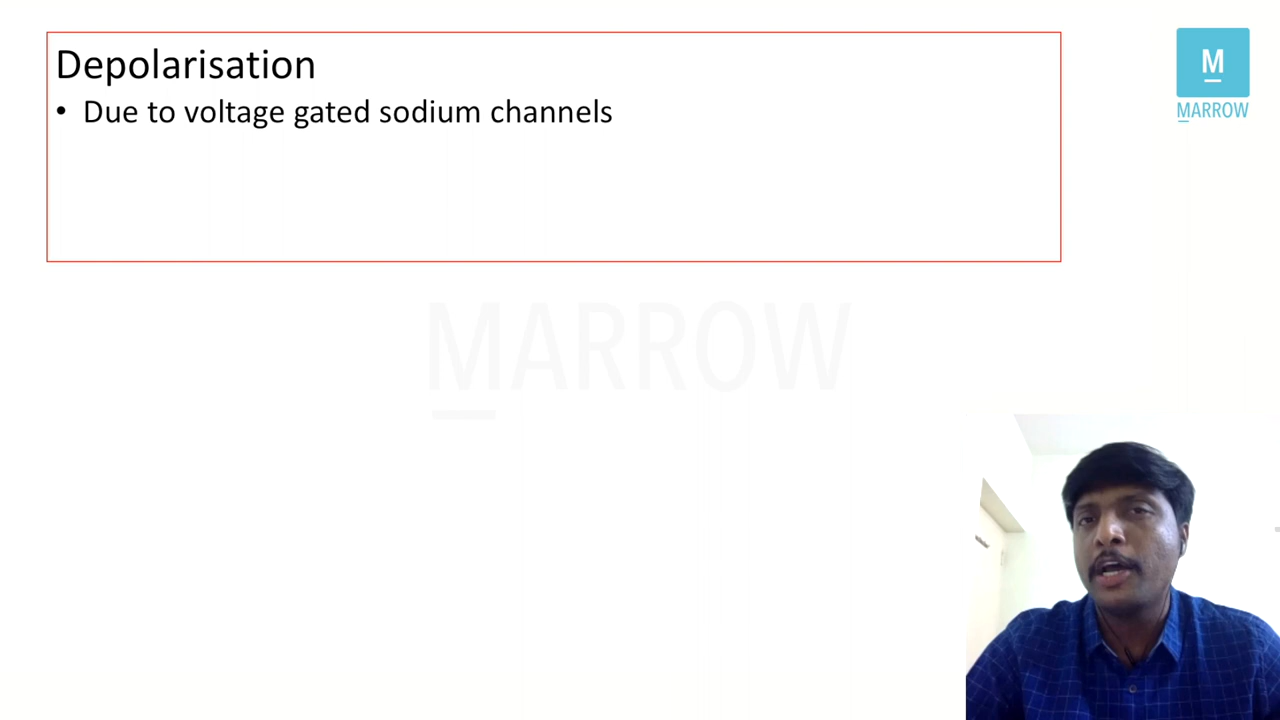 Depolarisation
• Due to voltage gated sodium channels
M
MARROW
MARROW